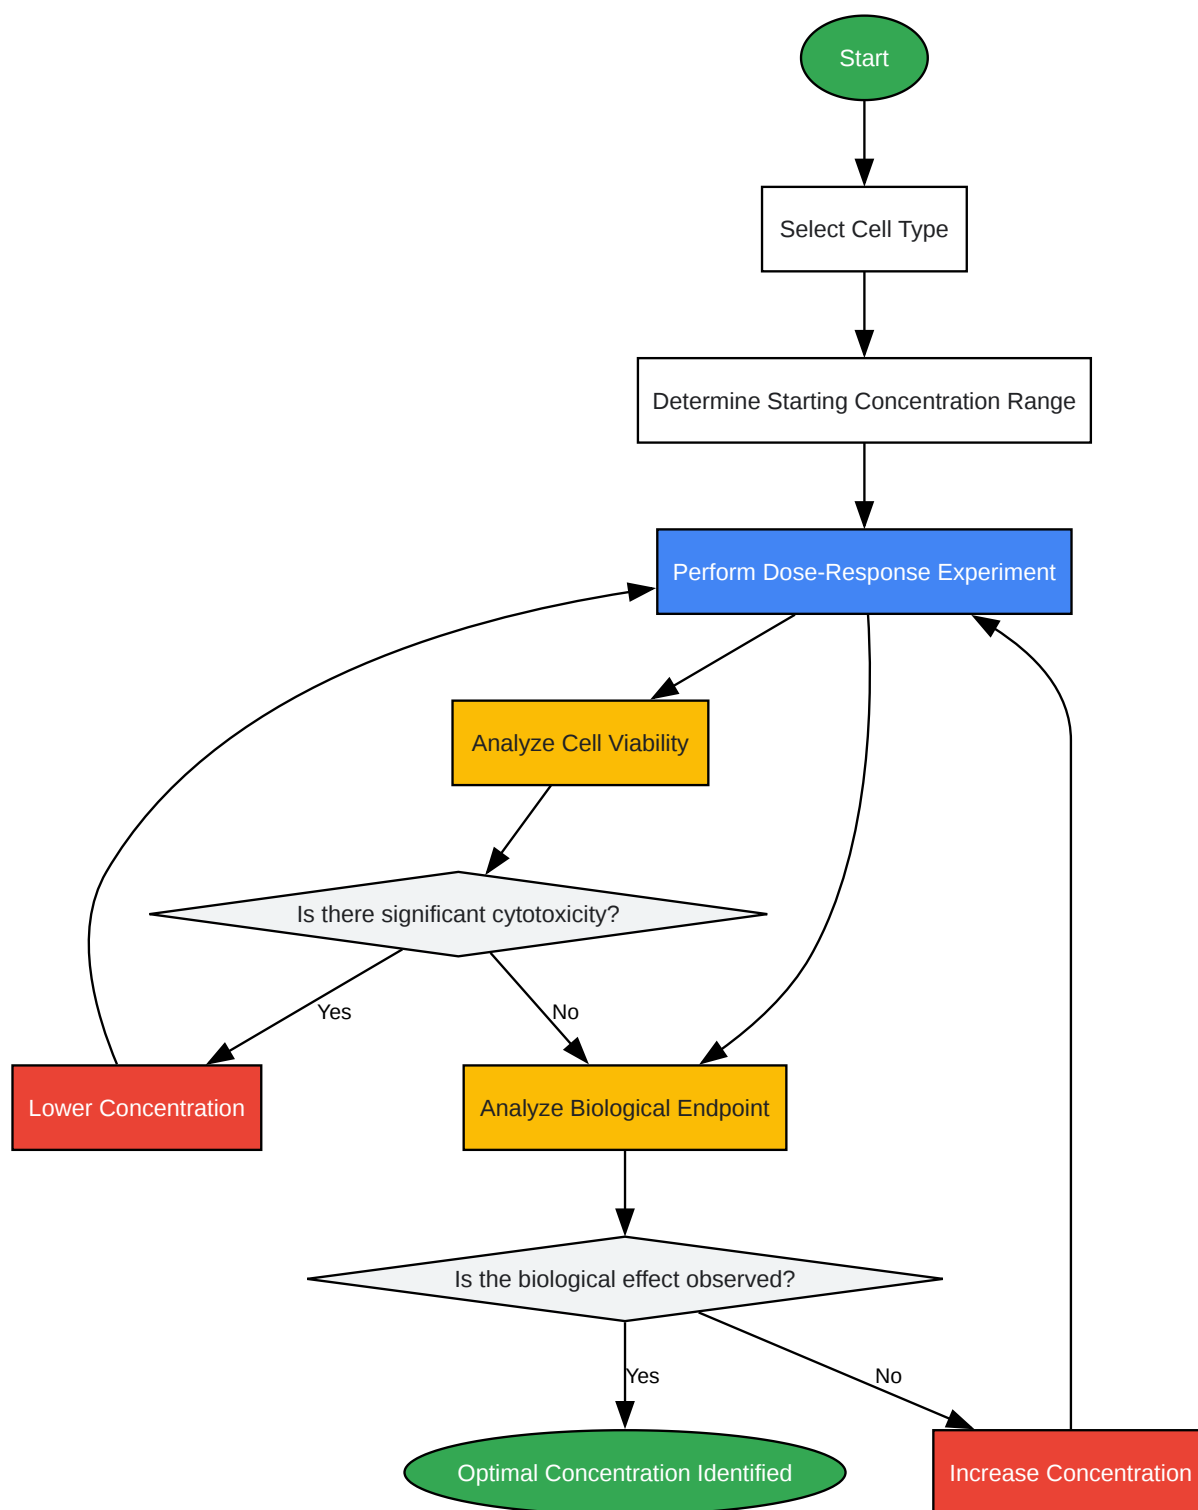 Start
Select Cell Type
Determine Starting Concentration Range
Perform Dose-Response Experiment
Analyze Cell Viability
Is there significant cytotoxicity?
Yes
No
Lower Concentration
Analyze Biological Endpoint
Is the biological effect observed?
Yes
No
Optimal Concentration Identified
Increase Concentration